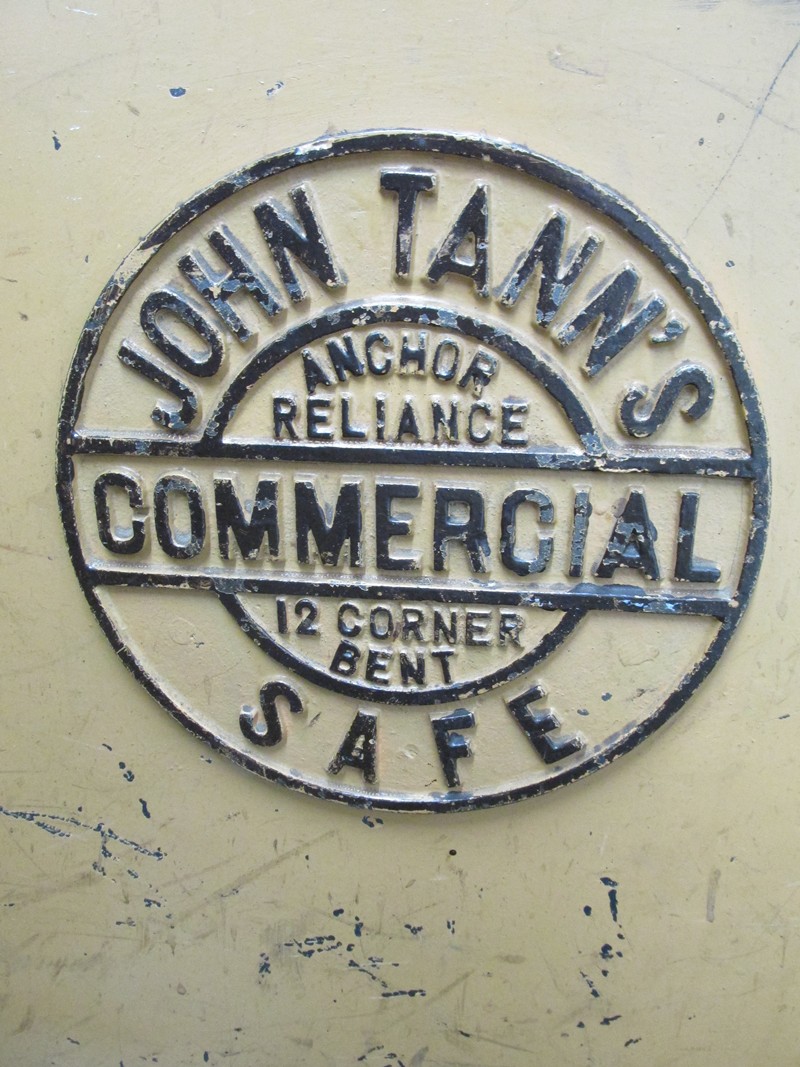 JOHN TANN'S
ANCHOR
RELIANCE
COMMERCIAL
12 CORNER
BENT
SAFE